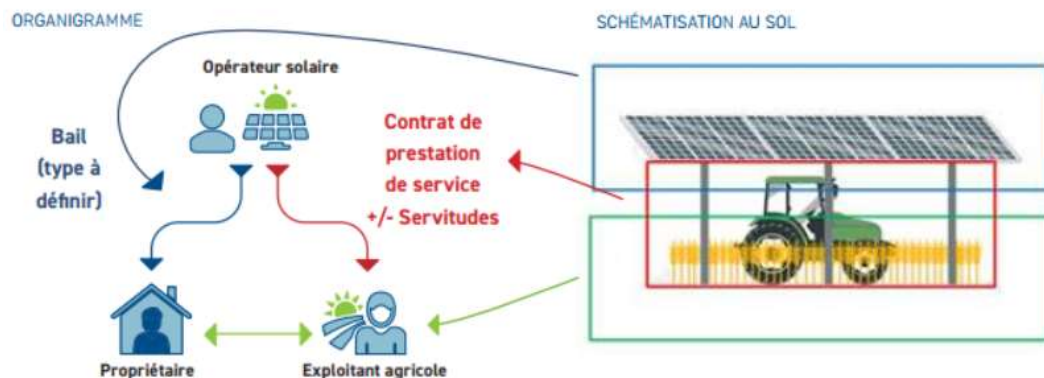 ORGANIGRAMME
SCHÉMATISATION AU SOL
Opérateur solaire
Bail
(type à
définir)
Contrat de
prestation
de service
+/- Servitudes
Propriétaire
Exploitant agricole